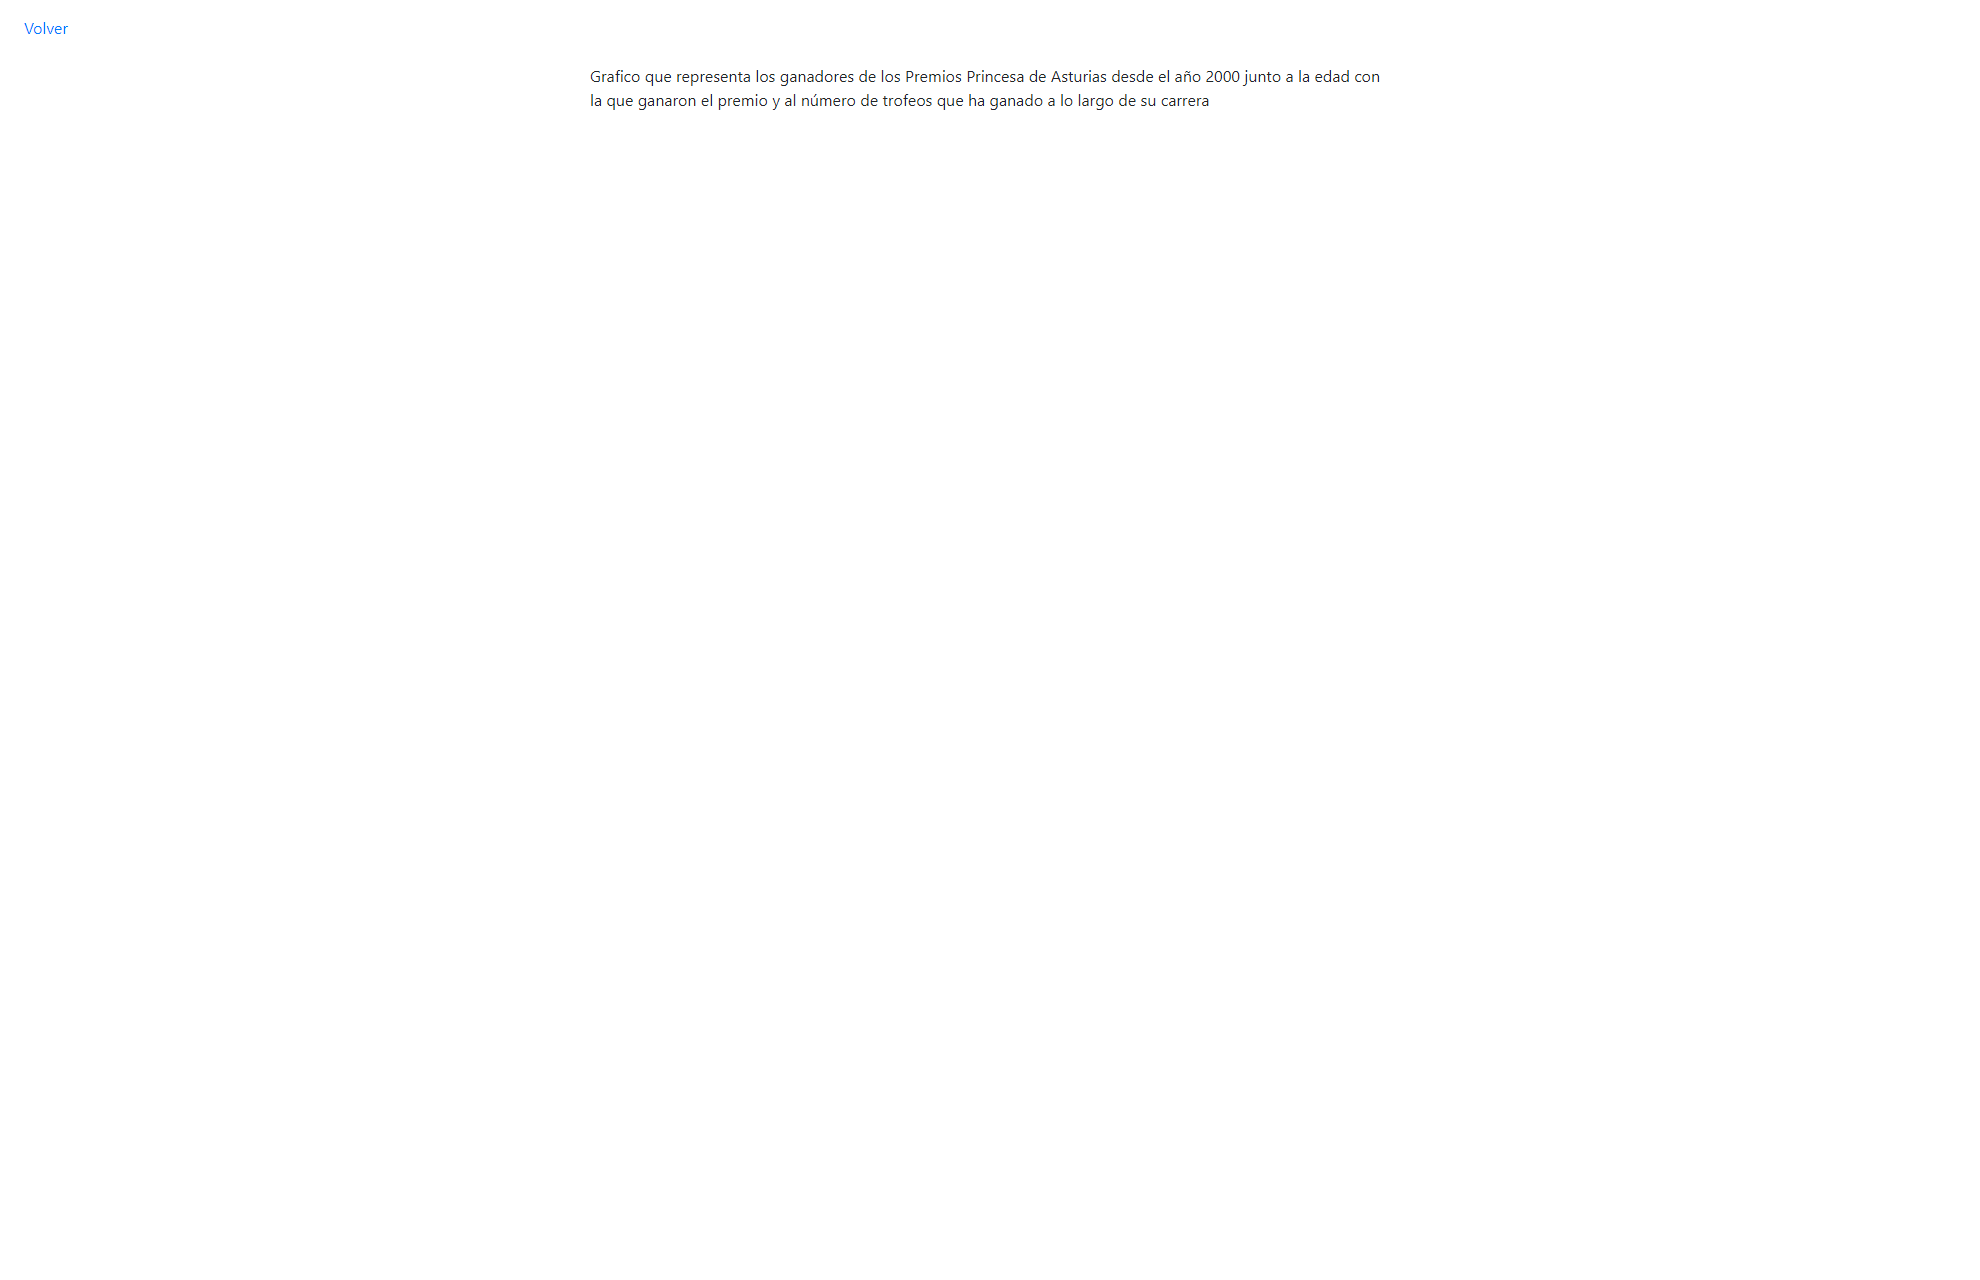 Volver
Grafico que representa los ganadores de los Premios Princesa de Asturias desde el año 2000 junto a la edad con
la que ganaron el premio y al número de trofeos que ha ganado a lo largo de su carrera